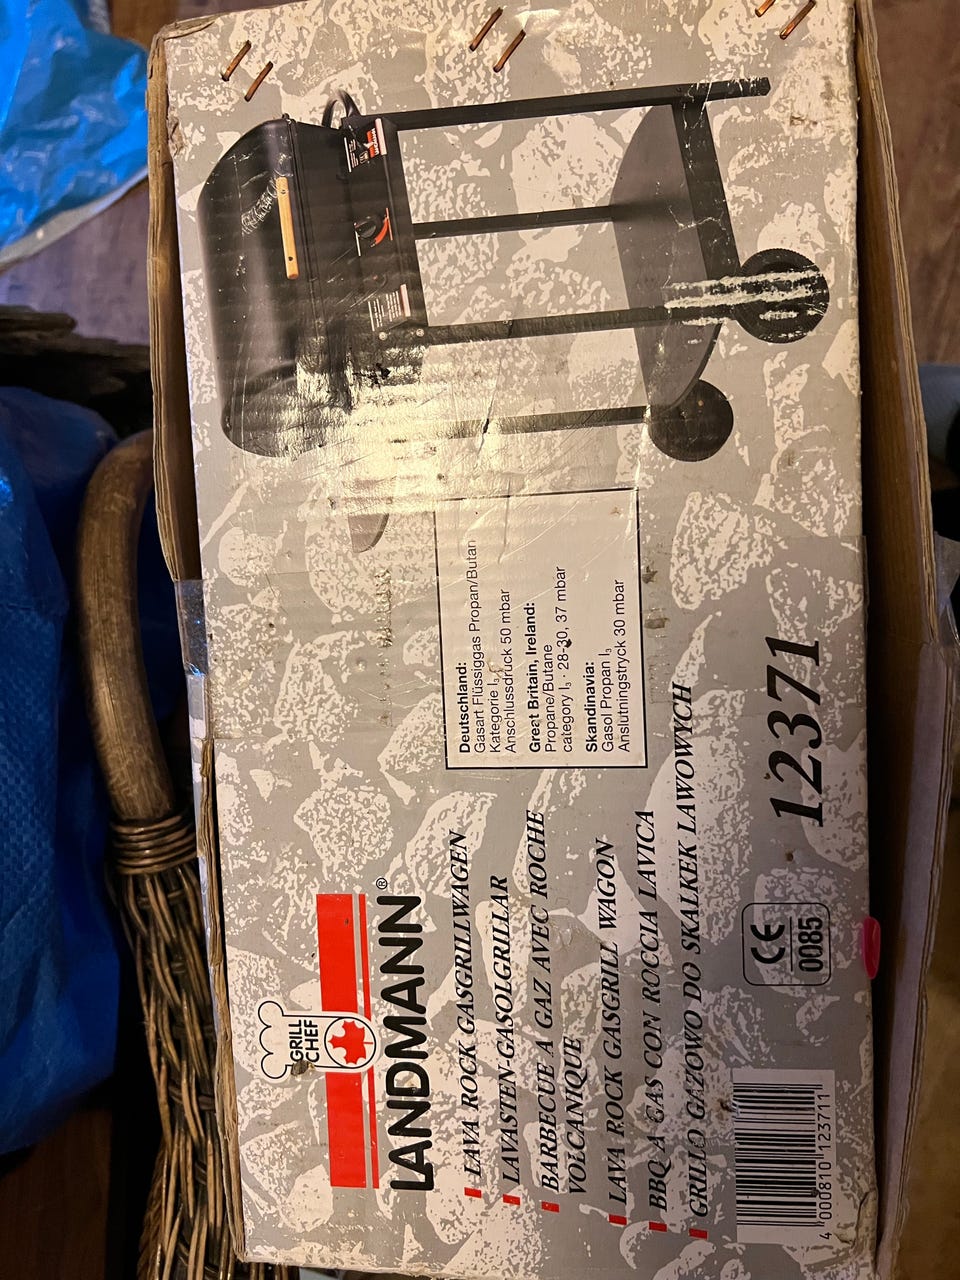 GRILL
CHEF
LANDMANN®
LAVA ROCK GASGRILLWAGEN
LAVASTEN-GASOLGRILLAR
BARBECUE A GAZ AVEC ROCHE
VOLCANIQUE
LAVA ROCK GASGRILL WAGON
BBQ A GAS CON ROCCIA LAVICA
GRILLO GAZOWO DO SKALKEK LAWOWYCH
Deutschland:
Gasart Flüssiggas Propan/Butan
Kategorie I₃
Anschlussdruck 50 mbar
Great Britain, Ireland:
Propane/Butane
category I₃ · 28-30, 37 mbar
Skandinavia:
Gasol Propan I₃
Anslutningstryck 30 mbar
12371
CE
0085
4 000810 123711